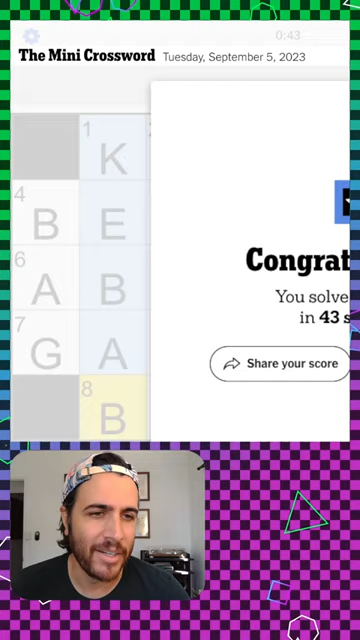 0:43
The Mini Crossword Tuesday, September 5, 2023
1
K
4
B E
6
A B
7
G A
8
B
Congrat
You solve
in 43 s
Share your score